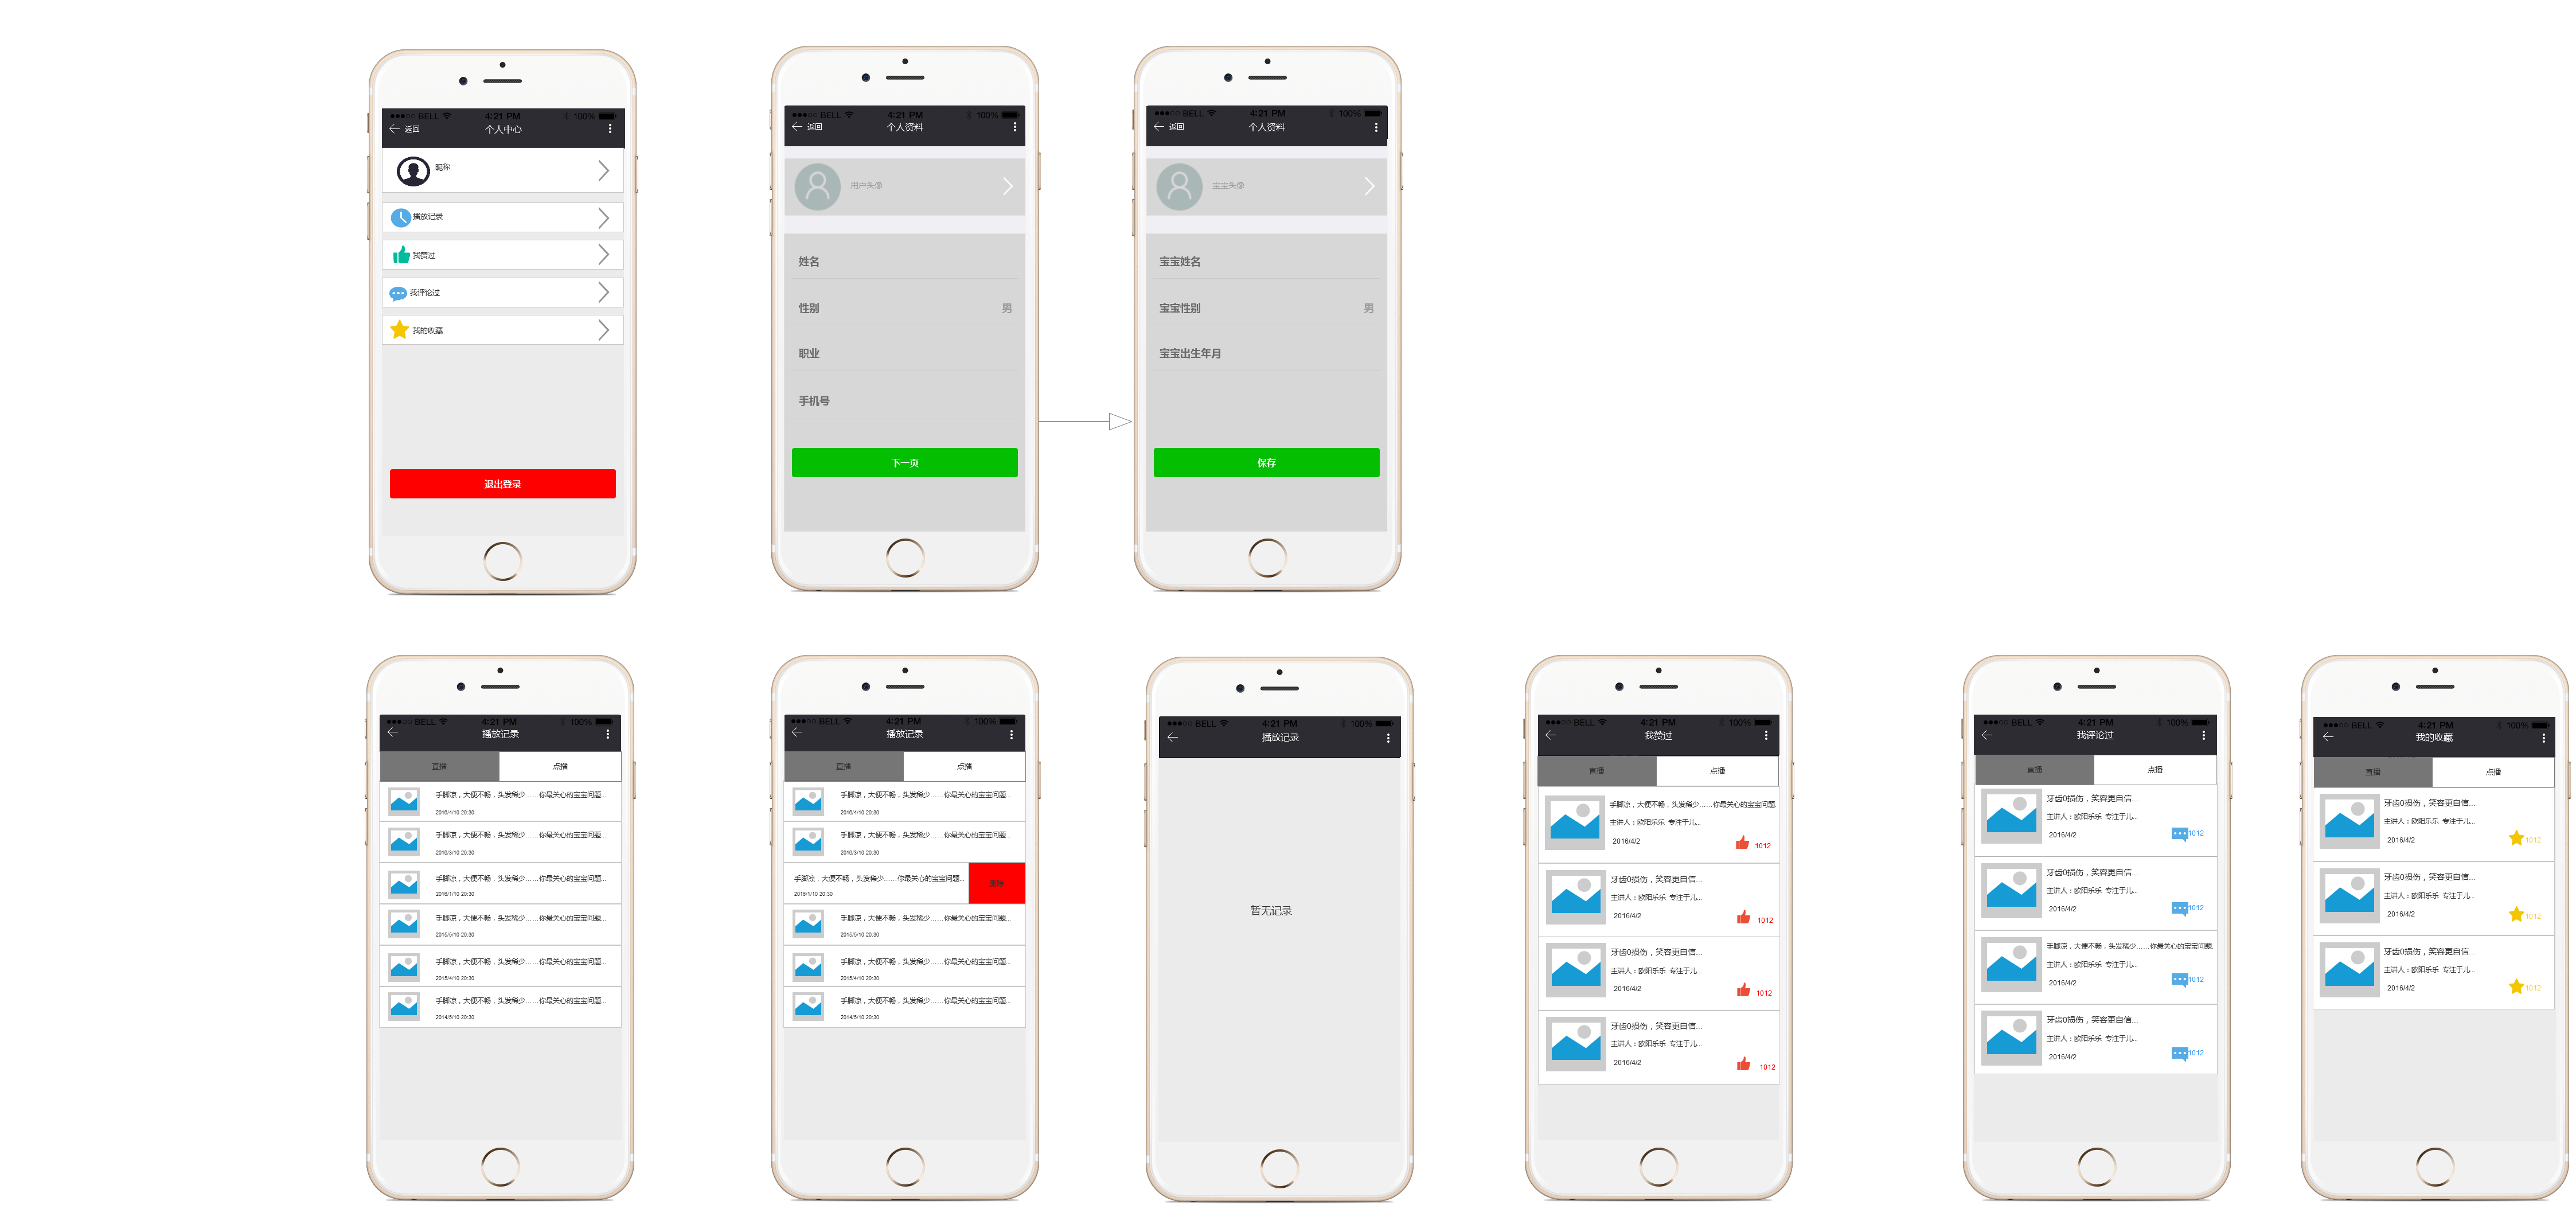 ●●●○○ BELL 4:21 PM 100%
返回 个人中心
昵称
播放记录
我赞过
我评论过
我的收藏
退出登录
●●●○○ BELL 4:21 PM 100%
返回 个人资料
用户头像
姓名
性别 男
职业
手机号
下一页
●●●○○ BELL 4:21 PM 100%
返回 个人资料
宝宝头像
宝宝姓名
宝宝性别 男
宝宝出生年月
保存
●●●○○ BELL 4:21 PM 100%
播放记录
直播 点播
手脚凉，大便不畅，头发稀少……你最关心的宝宝问题...
2016/4/10 20:30
手脚凉，大便不畅，头发稀少……你最关心的宝宝问题...
2016/3/10 20:30
手脚凉，大便不畅，头发稀少……你最关心的宝宝问题...
2016/1/10 20:30
手脚凉，大便不畅，头发稀少……你最关心的宝宝问题...
2015/5/10 20:30
手脚凉，大便不畅，头发稀少……你最关心的宝宝问题...
2015/4/10 20:30
手脚凉，大便不畅，头发稀少……你最关心的宝宝问题...
2014/5/10 20:30
●●●○○ BELL 4:21 PM 100%
播放记录
直播 点播
手脚凉，大便不畅，头发稀少……你最关心的宝宝问题...
2016/4/10 20:30
手脚凉，大便不畅，头发稀少……你最关心的宝宝问题...
2016/3/10 20:30
手脚凉，大便不畅，头发稀少……你最关心的宝宝问题...
2016/1/10 20:30
删除
手脚凉，大便不畅，头发稀少……你最关心的宝宝问题...
2015/5/10 20:30
手脚凉，大便不畅，头发稀少……你最关心的宝宝问题...
2015/4/10 20:30
手脚凉，大便不畅，头发稀少……你最关心的宝宝问题...
2014/5/10 20:30
●●●○○ BELL 4:21 PM 100%
播放记录
暂无记录
●●●○○ BELL 4:21 PM 100%
我赞过
直播 点播
手脚凉，大便不畅，头发稀少……你最关心的宝宝问题
主讲人：欧阳乐乐 专注于儿...
2016/4/2 1012
牙齿0损伤，笑容更自信...
主讲人：欧阳乐乐 专注于儿...
2016/4/2 1012
牙齿0损伤，笑容更自信...
主讲人：欧阳乐乐 专注于儿...
2016/4/2 1012
牙齿0损伤，笑容更自信...
主讲人：欧阳乐乐 专注于儿...
2016/4/2 1012
●●●○○ BELL 4:21 PM 100%
我评论过
直播 点播
牙齿0损伤，笑容更自信...
主讲人：欧阳乐乐 专注于儿...
2016/4/2 1012
牙齿0损伤，笑容更自信...
主讲人：欧阳乐乐 专注于儿...
2016/4/2 1012
手脚凉，大便不畅，头发稀少……你最关心的宝宝问题
主讲人：欧阳乐乐 专注于儿...
2016/4/2 1012
牙齿0损伤，笑容更自信...
主讲人：欧阳乐乐 专注于儿...
2016/4/2 1012
●●●○○ BELL 4:21 PM 100%
我的收藏
直播 点播
牙齿0损伤，笑容更自信...
主讲人：欧阳乐乐 专注于儿...
2016/4/2 1012
牙齿0损伤，笑容更自信...
主讲人：欧阳乐乐 专注于儿...
2016/4/2 1012
牙齿0损伤，笑容更自信...
主讲人：欧阳乐乐 专注于儿...
2016/4/2 1012